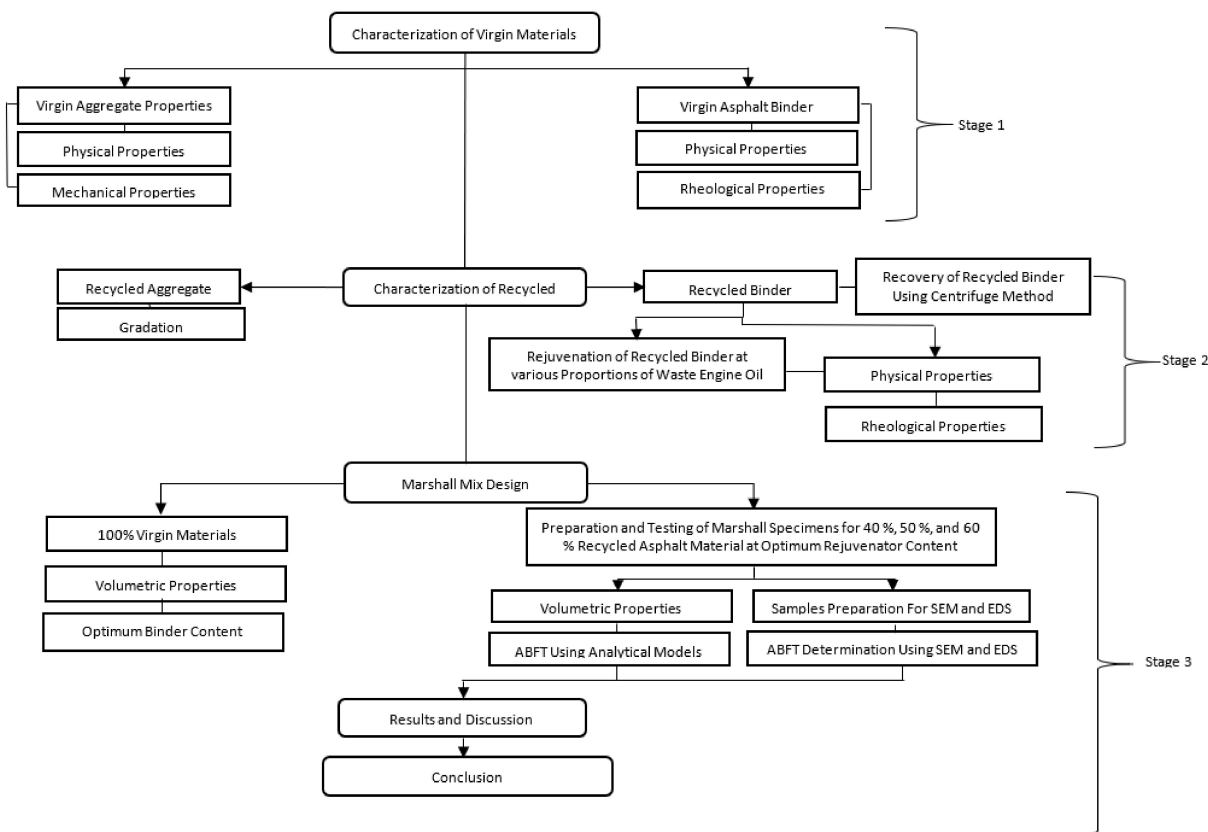 Characterization of Virgin Materials
Virgin Aggregate Properties
Physical Properties
Mechanical Properties
Virgin Asphalt Binder
Physical Properties
Rheological Properties
Stage 1
Characterization of Recycled
Recycled Aggregate
Gradation
Recycled Binder
Recovery of Recycled Binder
Using Centrifuge Method
Rejuvenation of Recycled Binder at
various Proportions of Waste Engine Oil
Physical Properties
Rheological Properties
Stage 2
Marshall Mix Design
100% Virgin Materials
Volumetric Properties
Optimum Binder Content
Preparation and Testing of Marshall Specimens for 40 %, 50 %, and 60
% Recycled Asphalt Material at Optimum Rejuvenator Content
Volumetric Properties
ABFT Using Analytical Models
Samples Preparation For SEM and EDS
ABFT Determination Using SEM and EDS
Stage 3
Results and Discussion
Conclusion